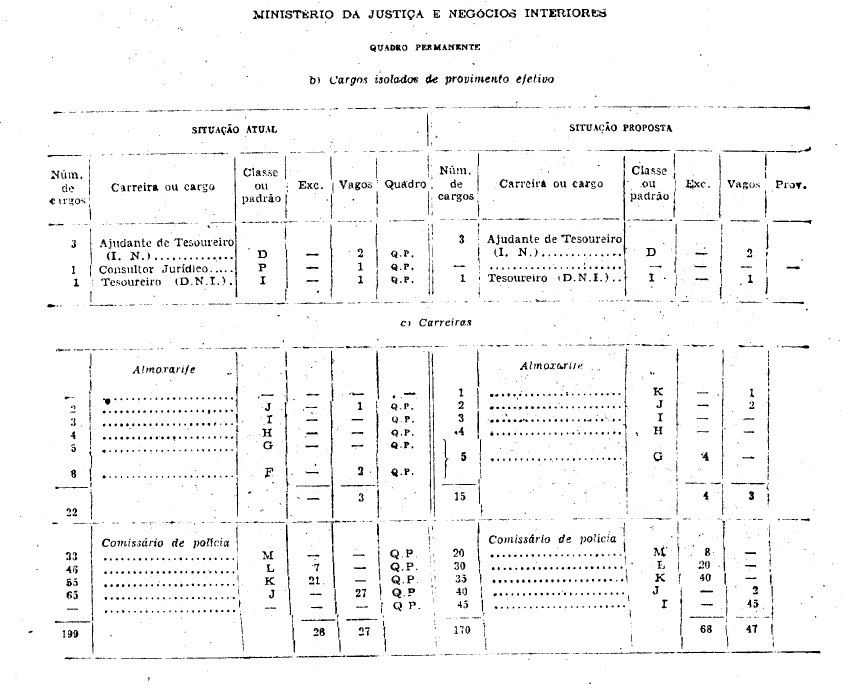 MINISTÉRIO DA JUSTIÇA E NEGÓCIOS INTERIORES
QUADRO PERMANENTE
b) Cargos isolados de provimento efetivo
SITUAÇÃO ATUAL SITUAÇÃO PROPOSTA
Núm. de cargos Carreira ou cargo Classe ou padrão Exc. Vagos Quadro Núm. de cargos Carreira ou cargo Classe ou padrão Exc. Vagos Prov.
3 Ajudante de Tesoureiro 3 Ajudante de Tesoureiro
(I. N.).............. D — 2 Q.P. (I. N.).............. D — 2
1 Consultor Jurídico..... P — 1 Q.P. — ...................... — — — —
1 Tesoureiro (D.N.I.). I — 1 Q.P. 1 Tesoureiro (D.N.I.).. I — 1
c) Carreiras
Almoxarife Almoxarife
— ...................... — — — — 1 ...................... K — 1
2 ...................... J — 1 Q.P. 2 ...................... J — 2
3 ...................... I — — Q.P. 3 ...................... I — —
4 ...................... H — — Q.P. 4 ...................... H — —
5 ...................... G — — Q.P.
5 ...................... G 4 —
8 ...................... F — 2 Q.P.
— 3 15 4 3
22
Comissário de polícia Comissário de polícia
33 ...................... M — — Q.P. 20 ...................... M 8 —
46 ...................... L 7 — Q.P. 30 ...................... L 20 —
55 ...................... K 21 — Q.P. 35 ...................... K 40 —
65 ...................... J — 27 Q.P 40 ...................... J — 2
— ...................... — — — Q P. 45 ...................... I — 45
199 28 27 170 68 47